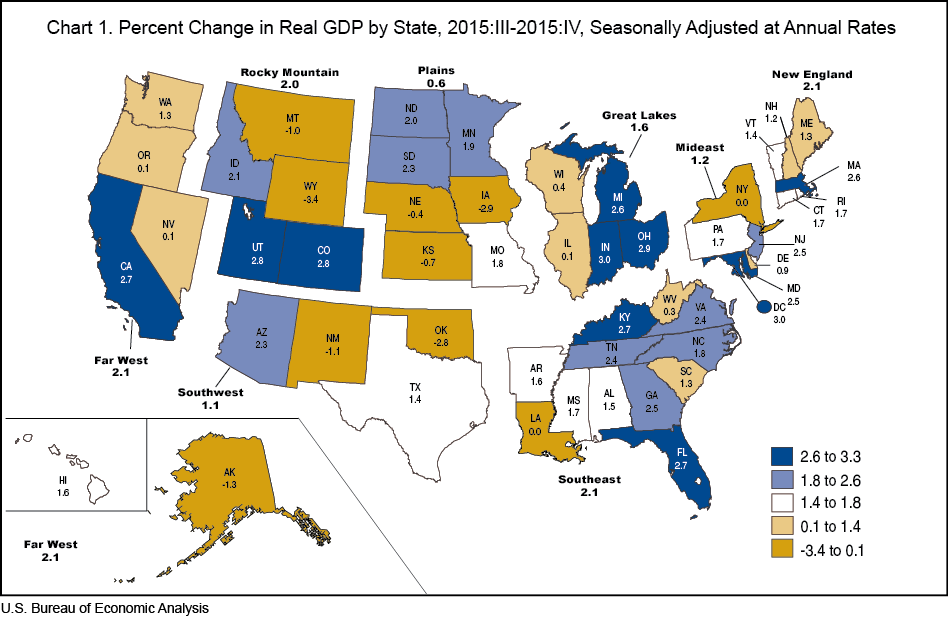 Chart 1. Percent Change in Real GDP by State, 2015:III-2015:IV, Seasonally Adjusted at Annual Rates
Rocky Mountain
2.0
Plains
0.6
New England
2.1
Great Lakes
1.6
Mideast
1.2
WA
1.3
OR
0.1
ID
2.1
MT
-1.0
WY
-3.4
NV
0.1
CA
2.7
UT
2.8
CO
2.8
ND
2.0
SD
2.3
MN
1.9
NE
-0.4
IA
-2.9
KS
-0.7
MO
1.8
WI
0.4
IL
0.1
MI
2.6
IN
3.0
OH
2.9
NH
1.2
VT
1.4
ME
1.3
MA
2.6
RI
1.7
CT
1.7
NY
0.0
PA
1.7
NJ
2.5
DE
0.9
MD
2.5
DC
3.0
Far West
2.1
AZ
2.3
NM
-1.1
OK
-2.8
TX
1.4
Southwest
1.1
AR
1.6
LA
0.0
MS
1.7
AL
1.5
KY
2.7
TN
2.4
WV
0.3
VA
2.4
NC
1.8
SC
1.3
GA
2.5
FL
2.7
Southeast
2.1
HI
1.6
AK
-1.3
Far West
2.1
2.6 to 3.3
1.8 to 2.6
1.4 to 1.8
0.1 to 1.4
-3.4 to 0.1
U.S. Bureau of Economic Analysis